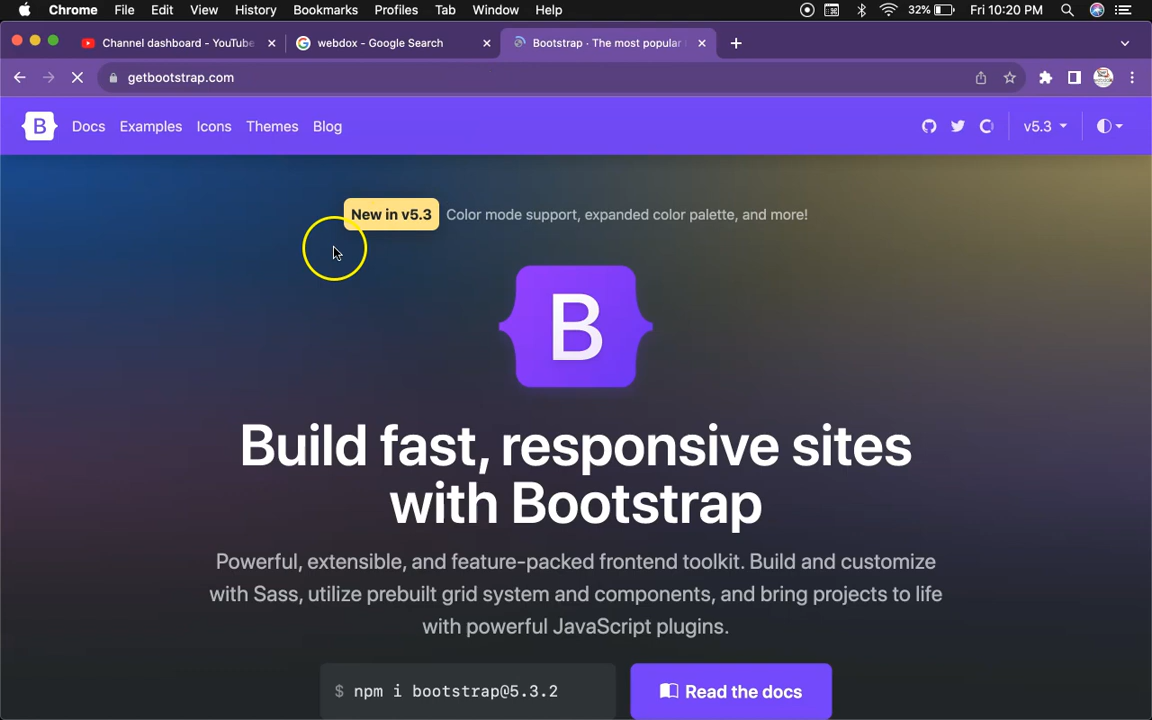 Chrome File Edit View History Bookmarks Profiles Tab Window Help 32% Fri 10:20 PM
Channel dashboard - YouTube webdox - Google Search Bootstrap · The most popular
getbootstrap.com
B Docs Examples Icons Themes Blog v5.3
New in v5.3 Color mode support, expanded color palette, and more!
B
Build fast, responsive sites
with Bootstrap
Powerful, extensible, and feature-packed frontend toolkit. Build and customize
with Sass, utilize prebuilt grid system and components, and bring projects to life
with powerful JavaScript plugins.
$ npm i bootstrap@5.3.2 Read the docs